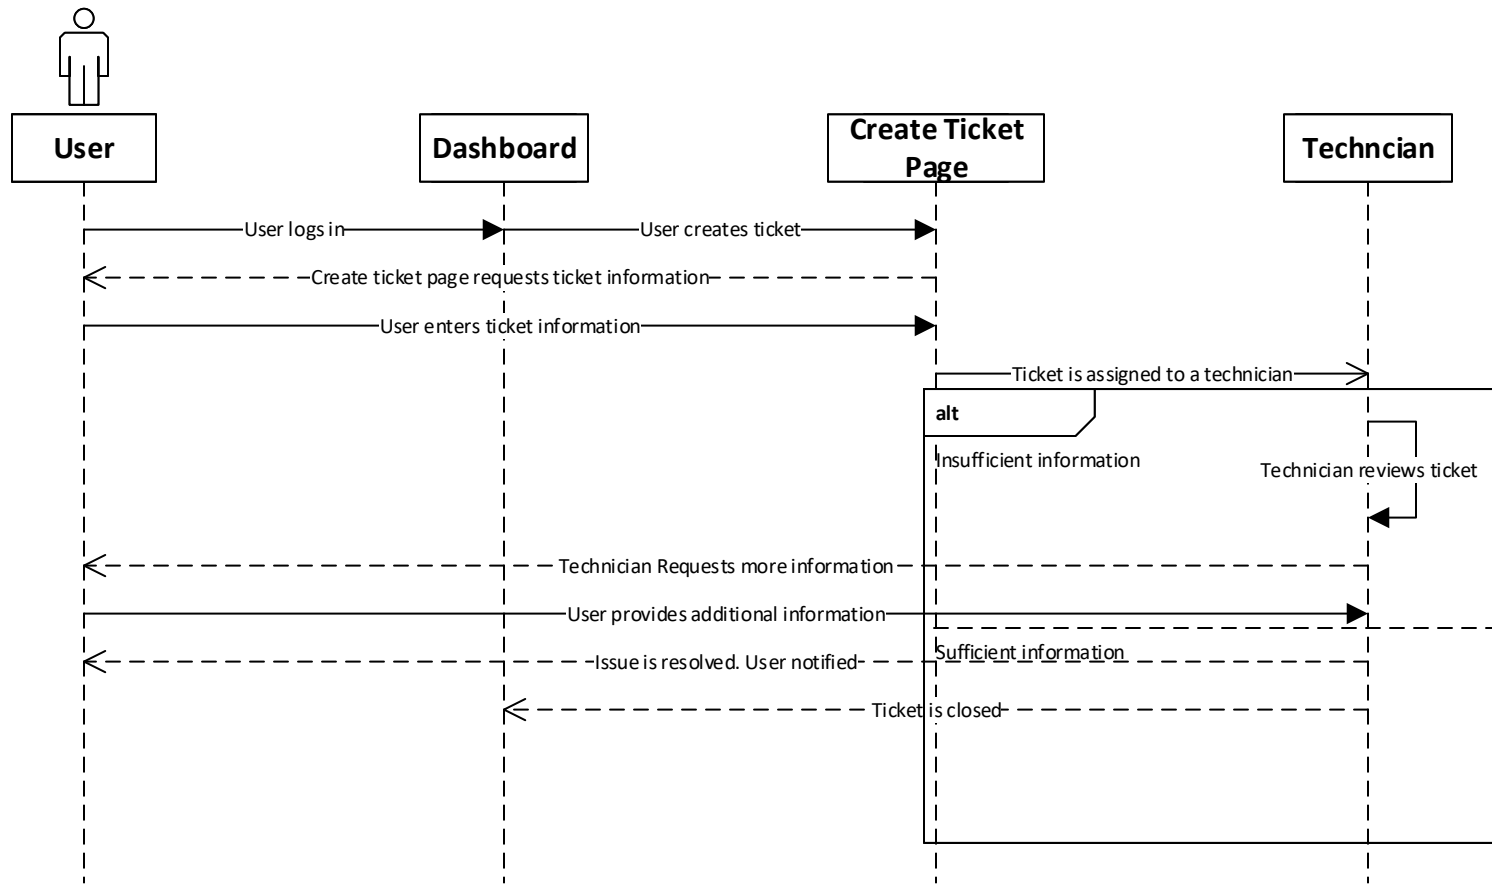 User
Dashboard
Create Ticket
Page
Techncian
User logs in
User creates ticket
Create ticket page requests ticket information
User enters ticket information
Ticket is assigned to a technician
alt
Insufficient information
Technician reviews ticket
Technician Requests more information
User provides additional information
Sufficient information
Issue is resolved. User notified
Ticket is closed